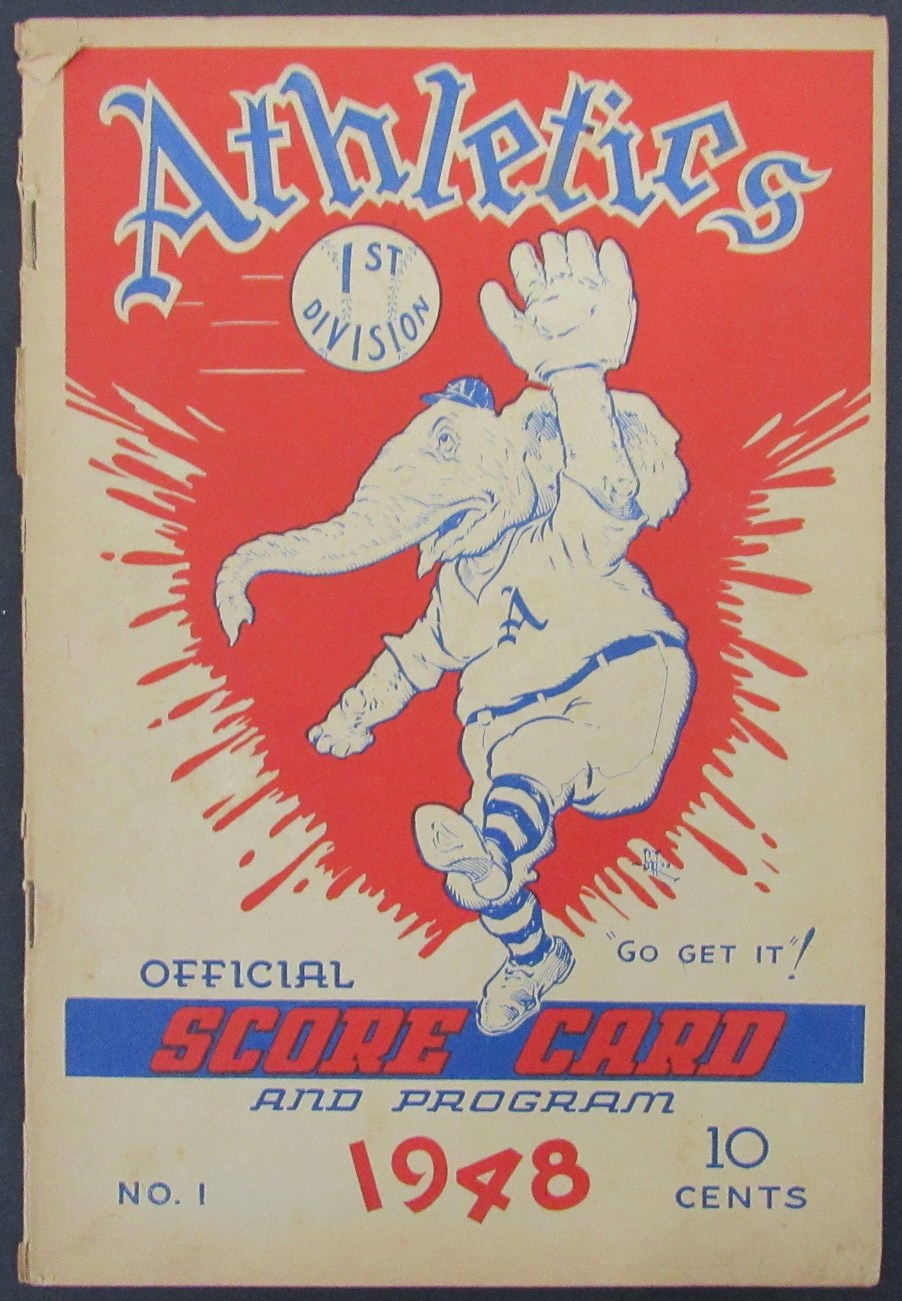 Athletics
1ST
DIVISION
A
"GO GET IT"!
OFFICIAL
SCORE CARD
AND PROGRAM
NO. 1
1948
10
CENTS